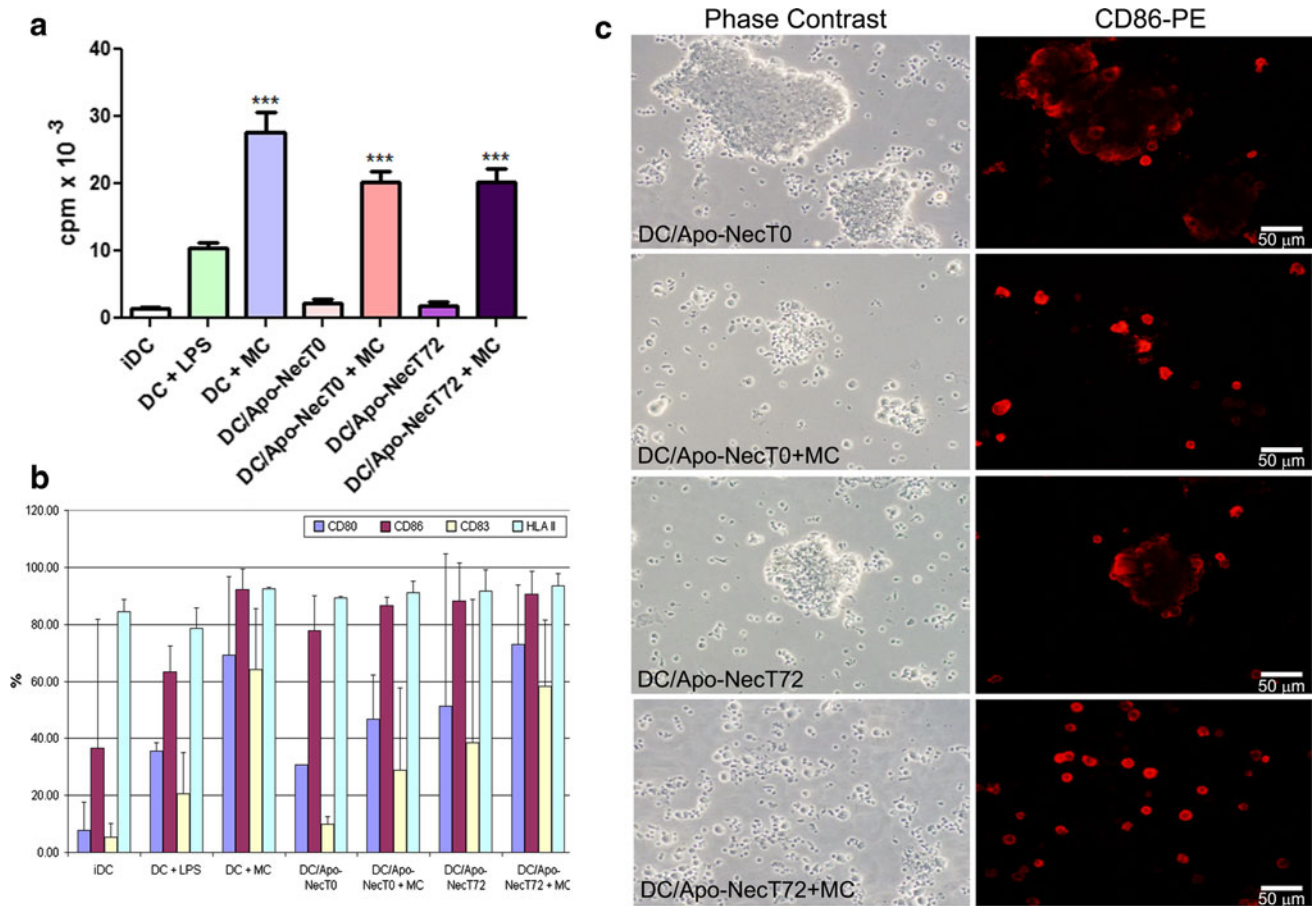 a
cpm x 10 -3
40
30
20
10
0
***
***
***
iDC
DC + LPS
DC + MC
DC/Apo-NecT0
DC/Apo-NecT0 + MC
DC/Apo-NecT72
DC/Apo-NecT72 + MC
b
%
120.00
100.00
80.00
60.00
40.00
20.00
0.00
CD80 CD86 CD83 HLA II
iDC
DC + LPS
DC + MC
DC/Apo-
NecT0
DC/Apo-
NecT0 + MC
DC/Apo-
NecT72
DC/Apo-
NecT72 + MC
c
Phase Contrast
CD86-PE
DC/Apo-NecT0
50 µm
DC/Apo-NecT0+MC
50 µm
DC/Apo-NecT72
50 µm
DC/Apo-NecT72+MC
50 µm